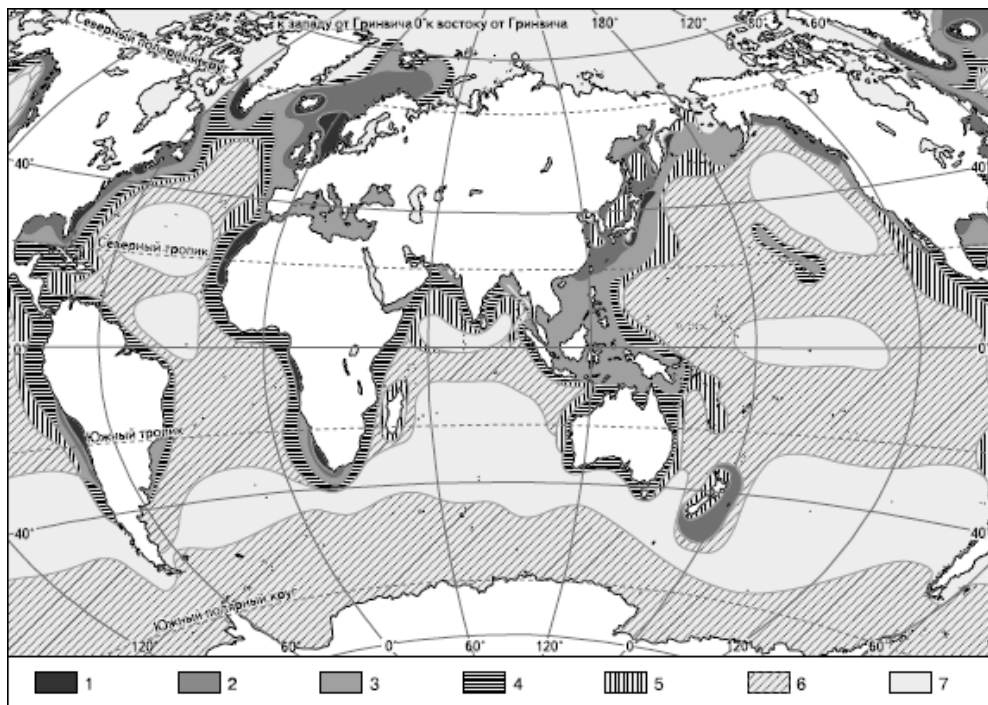 к западу от Гринвича 0°к востоку от Гринвича 180° 120° 80° 60°
Северный полярный круг
40° 40°
Северный тропик
0° 0°
Южный тропик
40° 40°
Южный полярный круг
120° 60° 0° 60° 120° 0 120° 60°
1 2 3 4 5 6 7